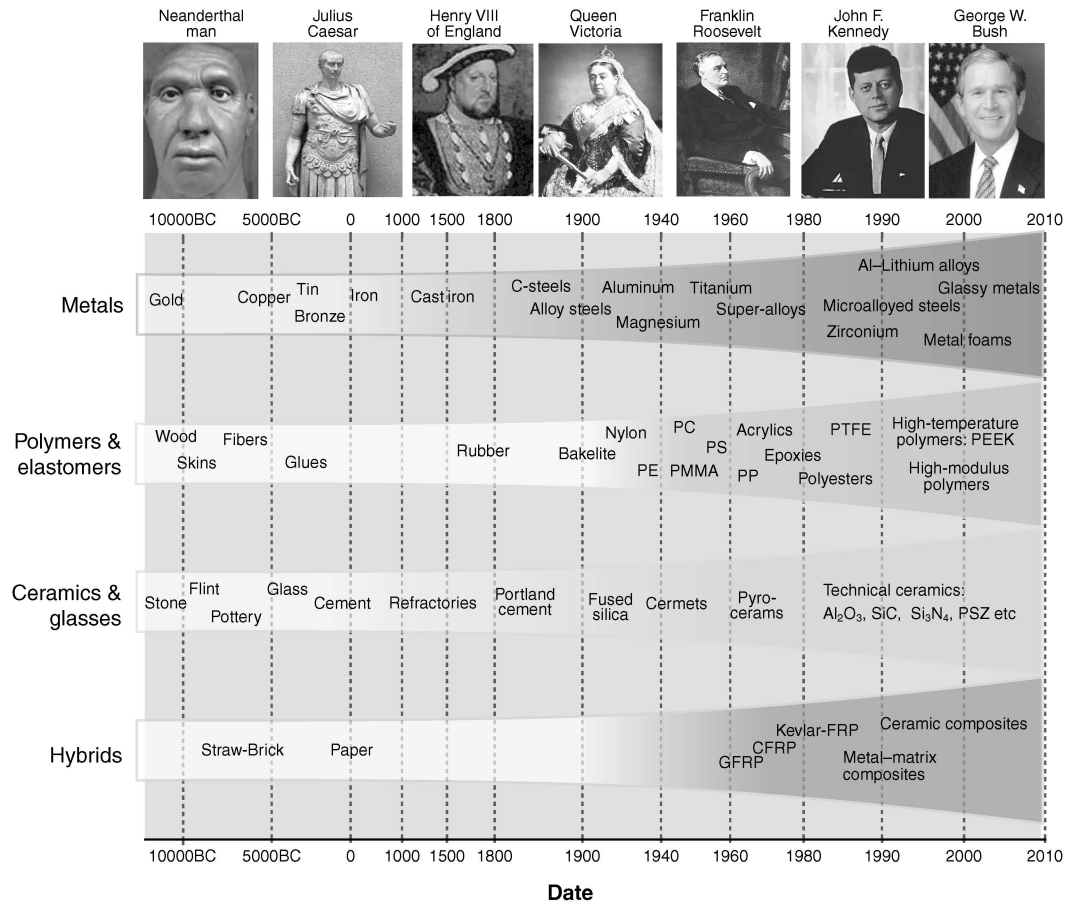 Neanderthal man
Julius Caesar
Henry VIII of England
Queen Victoria
Franklin Roosevelt
John F. Kennedy
George W. Bush
10000BC 5000BC 0 1000 1500 1800 1900 1940 1960 1980 1990 2000 2010
Metals
Gold
Copper
Tin
Bronze
Iron
Cast iron
C-steels
Alloy steels
Aluminum
Magnesium
Titanium
Super-alloys
Al–Lithium alloys
Glassy metals
Microalloyed steels
Zirconium
Metal foams
Polymers &
elastomers
Wood
Skins
Fibers
Glues
Rubber
Bakelite
Nylon
PE
PC
PS
PMMA
Acrylics
Epoxies
PP
PTFE
Polyesters
High-temperature
polymers: PEEK
High-modulus
polymers
Ceramics &
glasses
Stone
Flint
Pottery
Glass
Cement
Refractories
Portland
cement
Fused
silica
Cermets
Pyro-
cerams
Technical ceramics:
Al₂O₃, SiC, Si₃N₄, PSZ etc
Hybrids
Straw-Brick
Paper
GFRP
CFRP
Kevlar-FRP
Ceramic composites
Metal–matrix
composites
10000BC 5000BC 0 1000 1500 1800 1900 1940 1960 1980 1990 2000 2010
Date